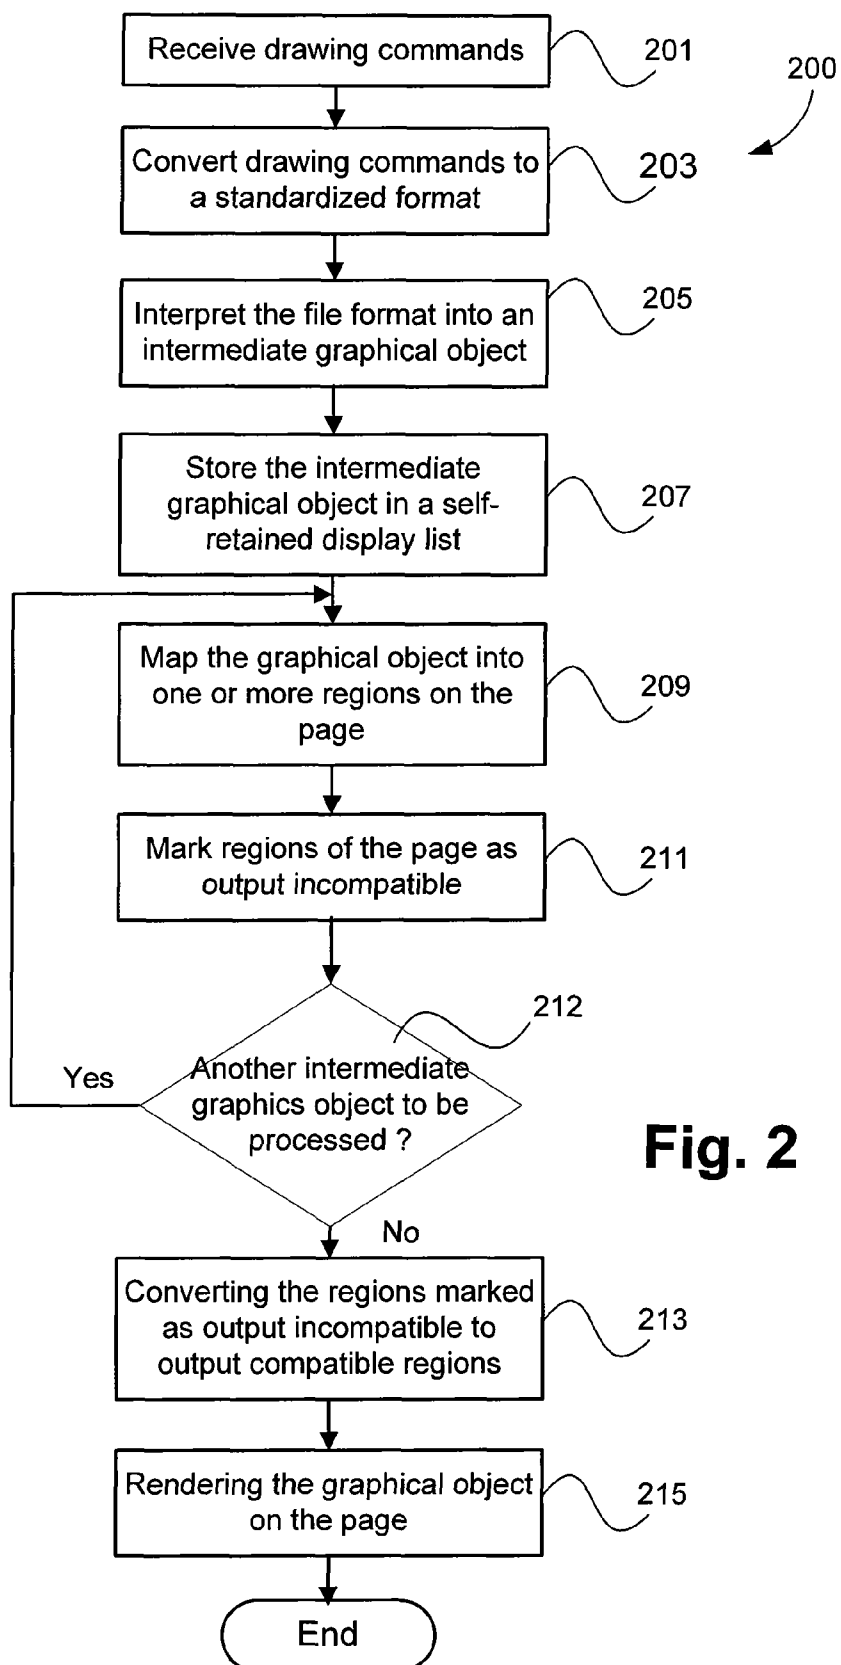 Receive drawing commands
201
200
Convert drawing commands to
a standardized format
203
Interpret the file format into an
intermediate graphical object
205
Store the intermediate
graphical object in a self-
retained display list
207
Map the graphical object into
one or more regions on the
page
209
Mark regions of the page as
output incompatible
211
212
Another intermediate
graphics object to be
processed ?
Yes
Fig. 2
No
Converting the regions marked
as output incompatible to
output compatible regions
213
Rendering the graphical object
on the page
215
End